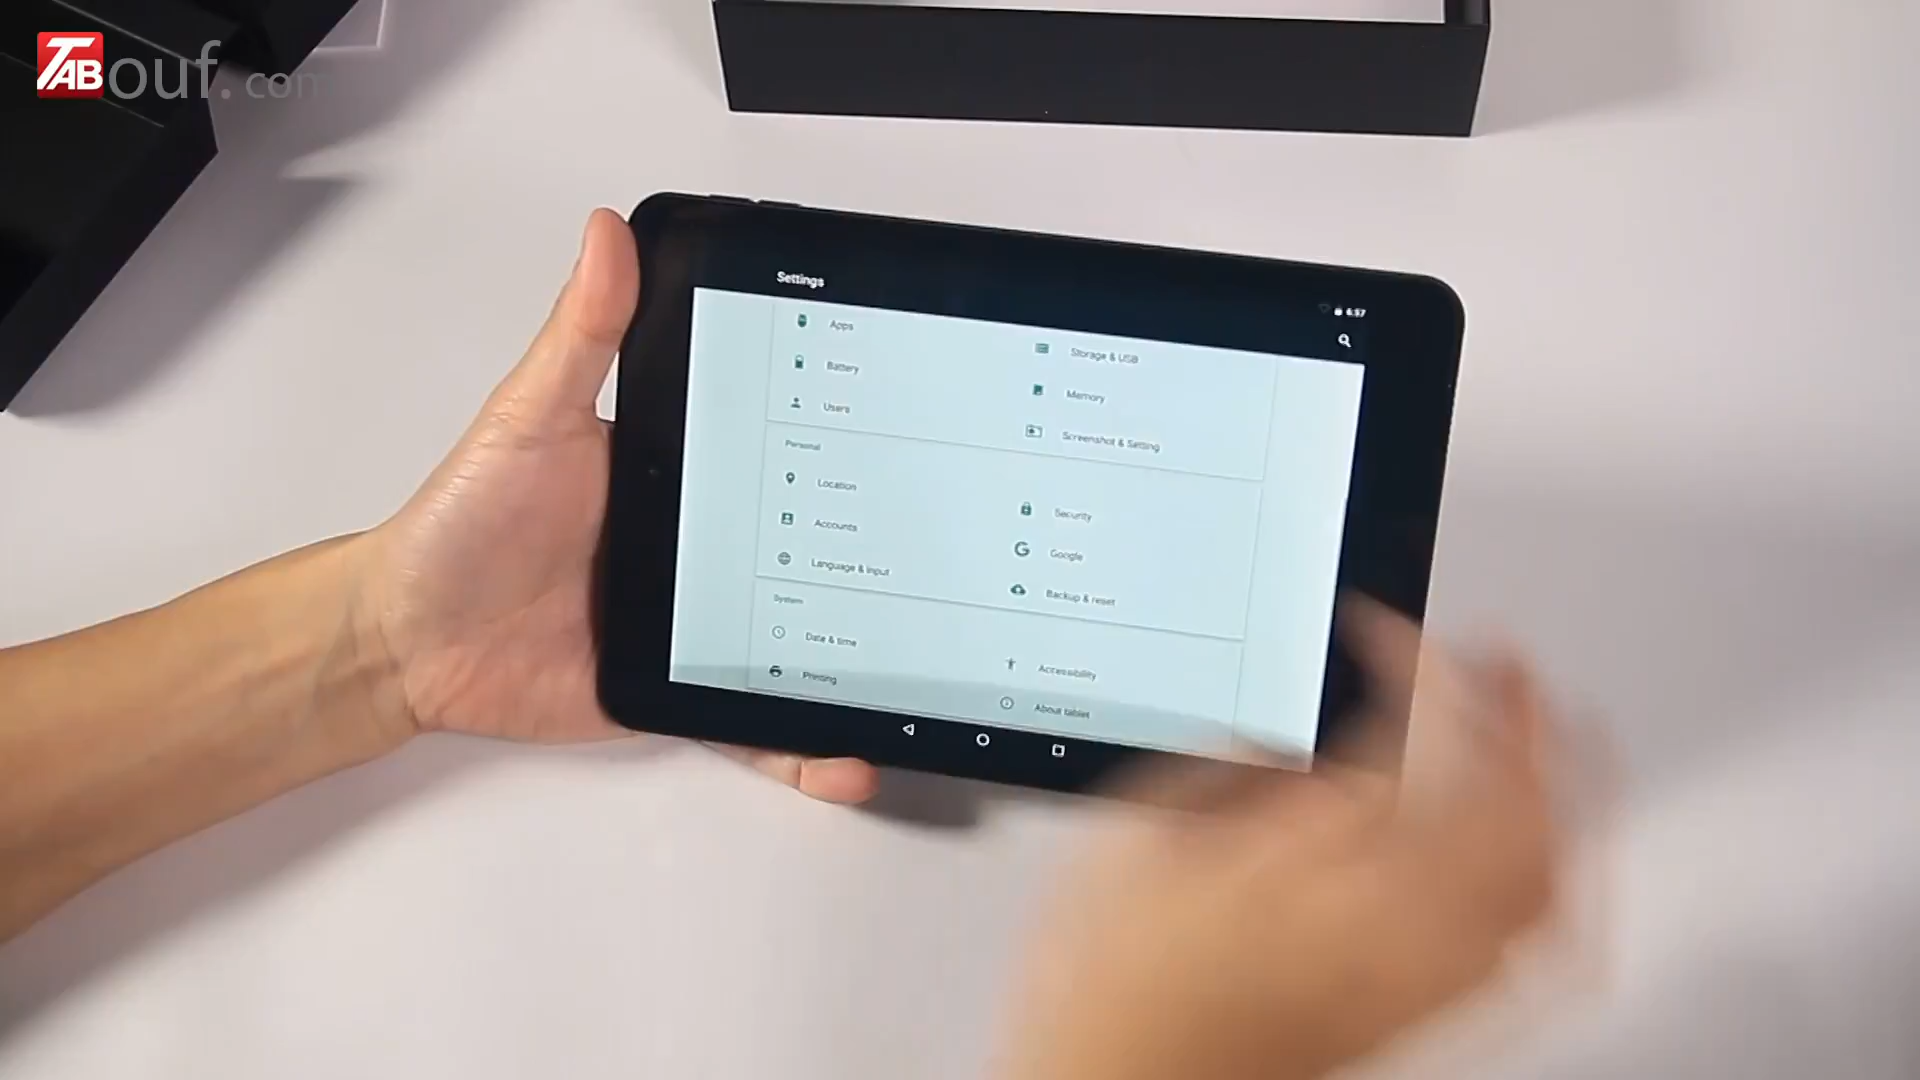 TABouf.com
Settings
6:57
Apps
Storage & USB
Battery
Memory
Users
Screenshot & Setting
Personal
Location
Security
Accounts
Google
Language & input
Backup & reset
System
Date & time
Accessibility
Printing
About tablet